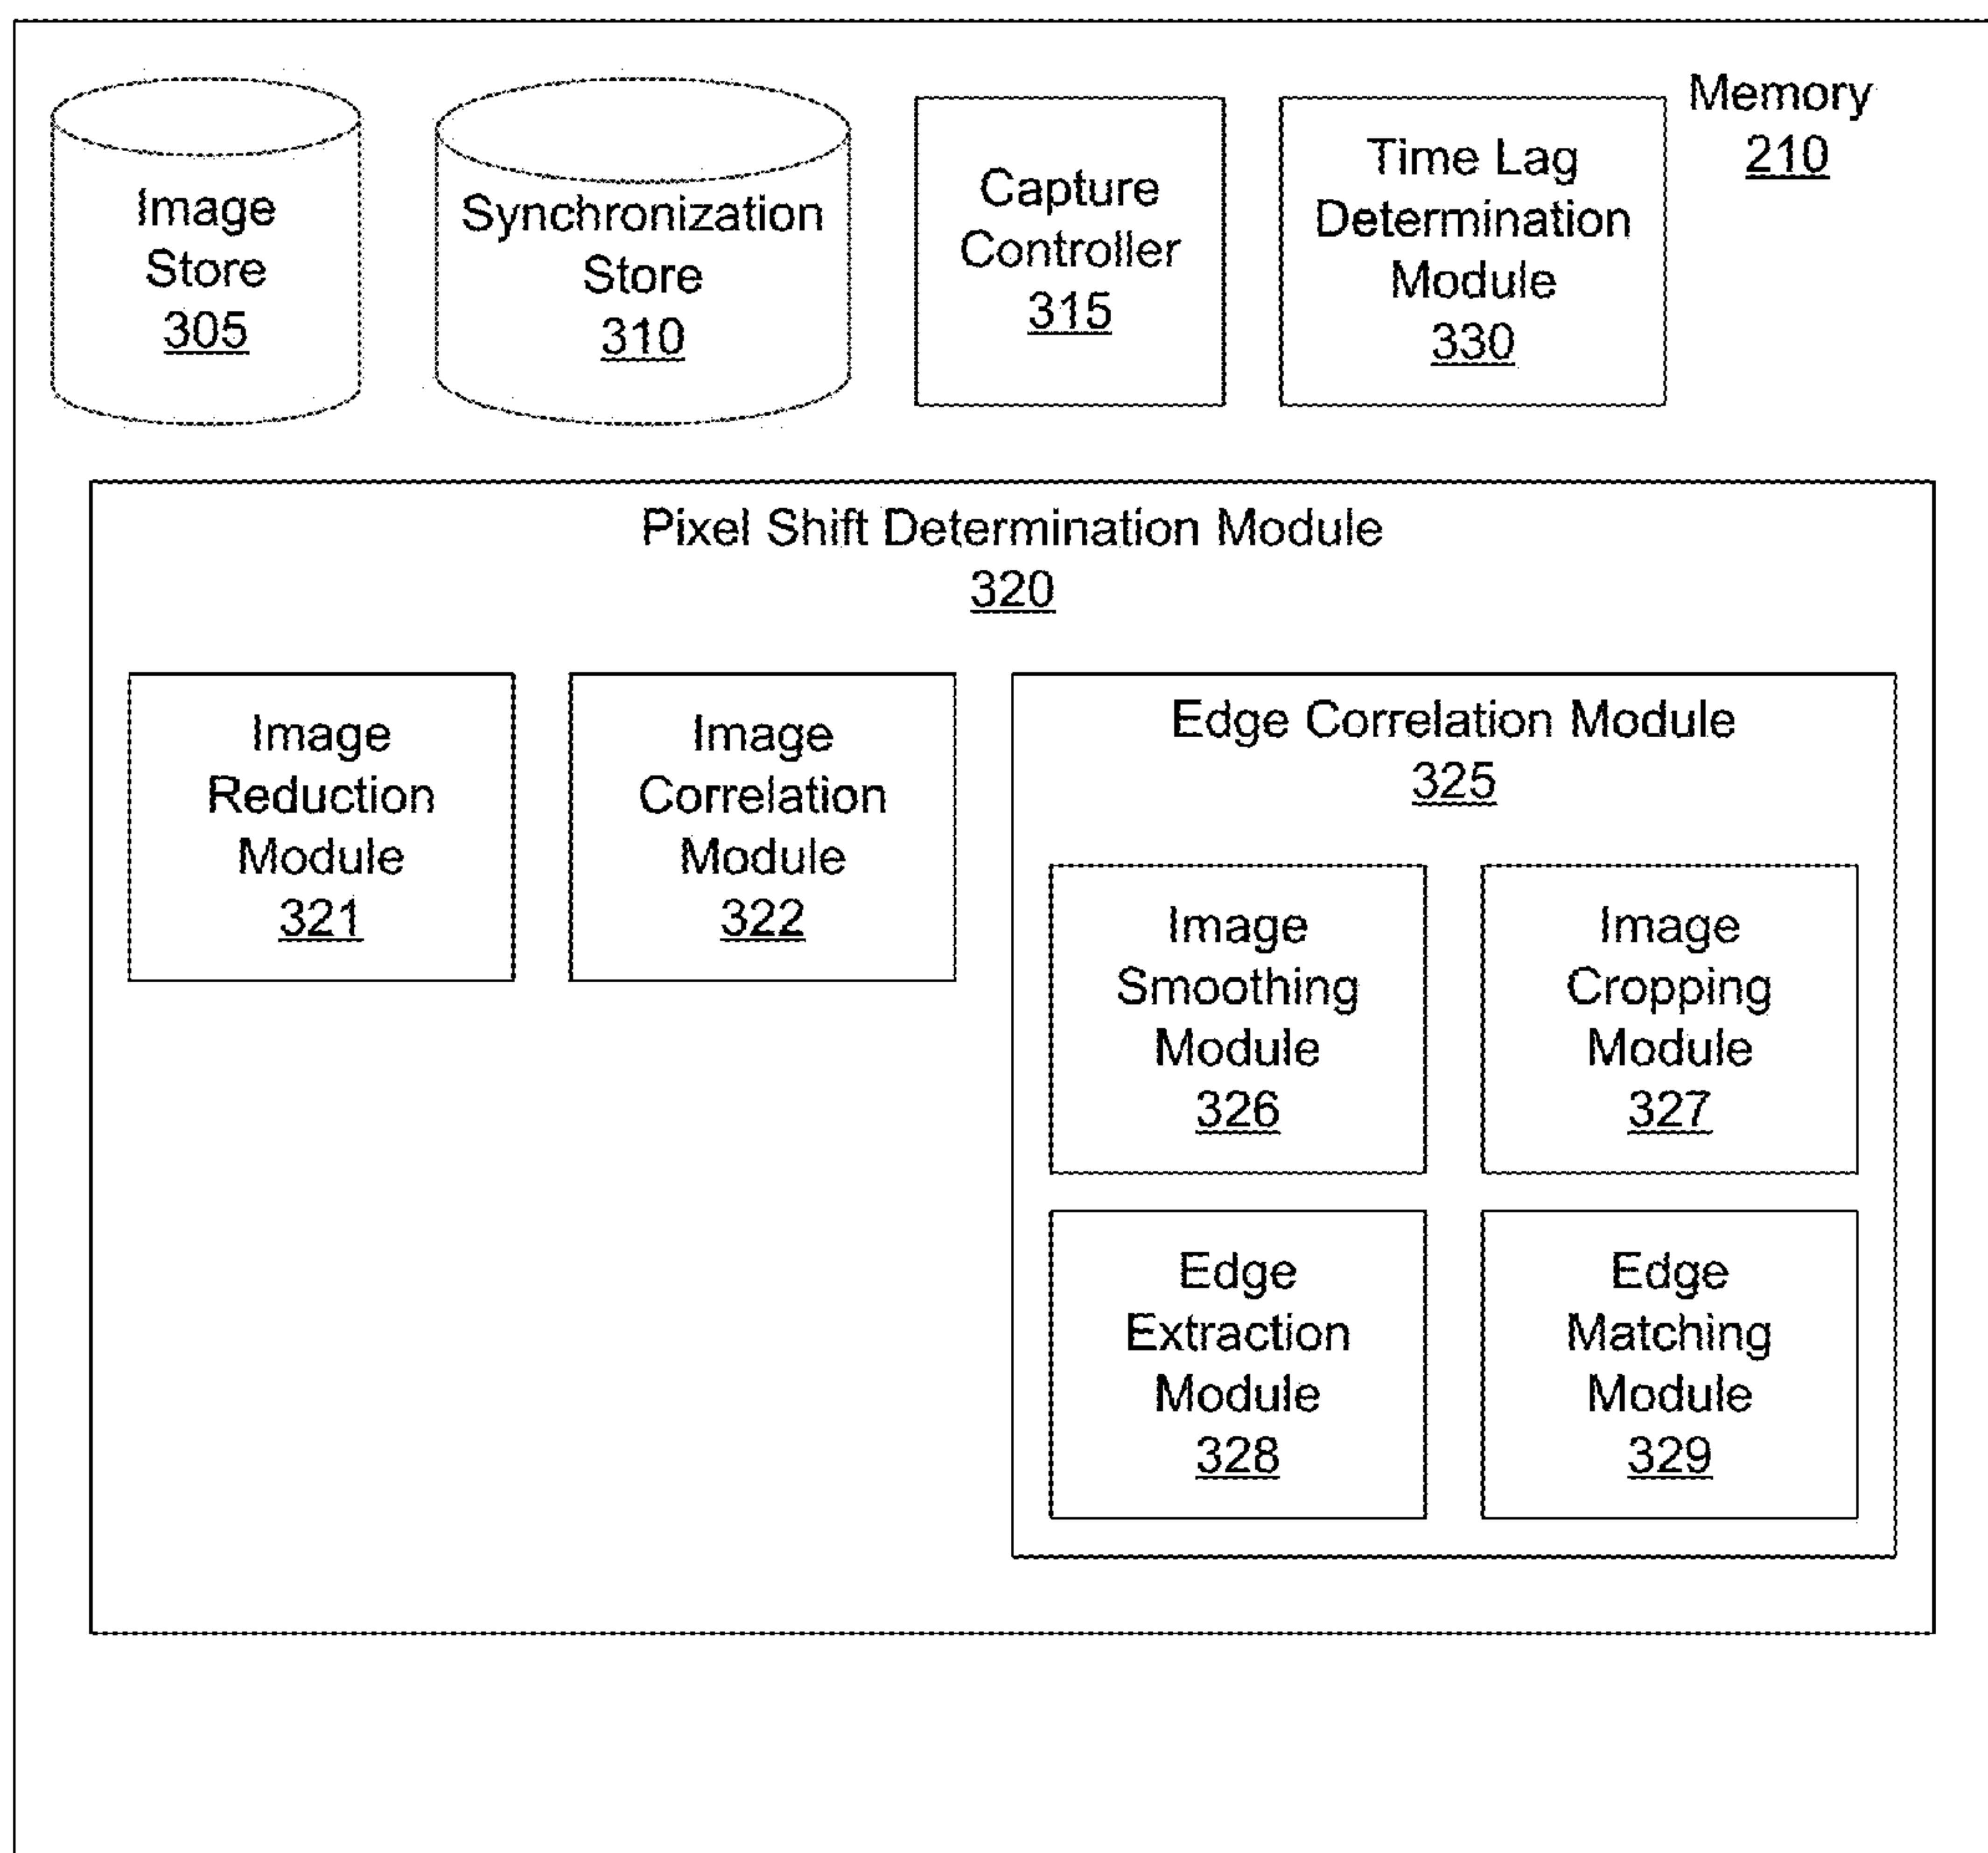 Image
Store
305
Synchronization
Store
310
Capture
Controller
315
Time Lag
Determination
Module
330
Memory
210
Pixel Shift Determination Module
320
Image
Reduction
Module
321
Image
Correlation
Module
322
Edge Correlation Module
325
Image
Smoothing
Module
326
Image
Cropping
Module
327
Edge
Extraction
Module
328
Edge
Matching
Module
329